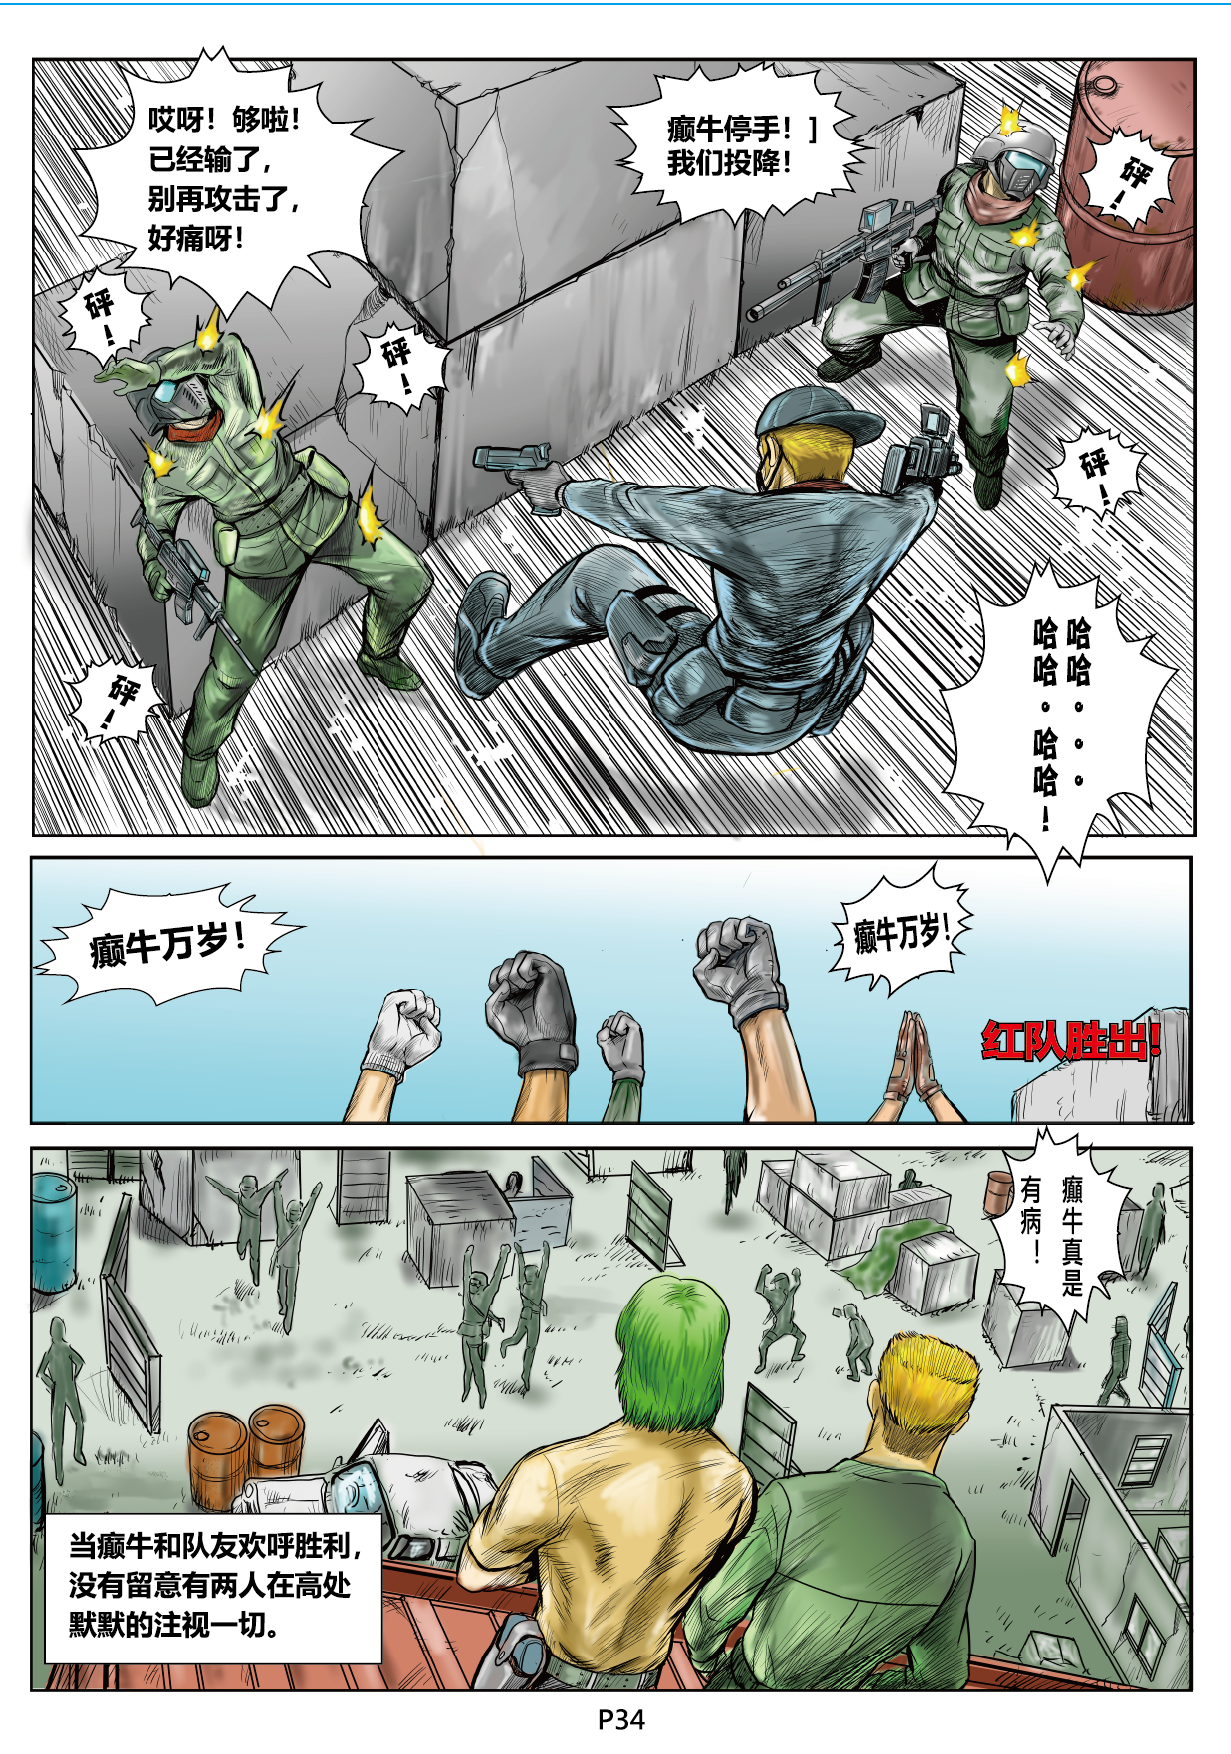 哎呀！够啦！
已经输了，
别再攻击了，
好痛呀！
癫牛停手！]
我们投降！
砰！
砰！
砰！
砰！
砰！
哈哈。。。
哈哈．哈哈！
癫牛万岁！
癫牛万岁！
红队胜出！
癫牛真是
有病！
当癫牛和队友欢呼胜利，
没有留意有两人在高处
默默的注视一切。
P34